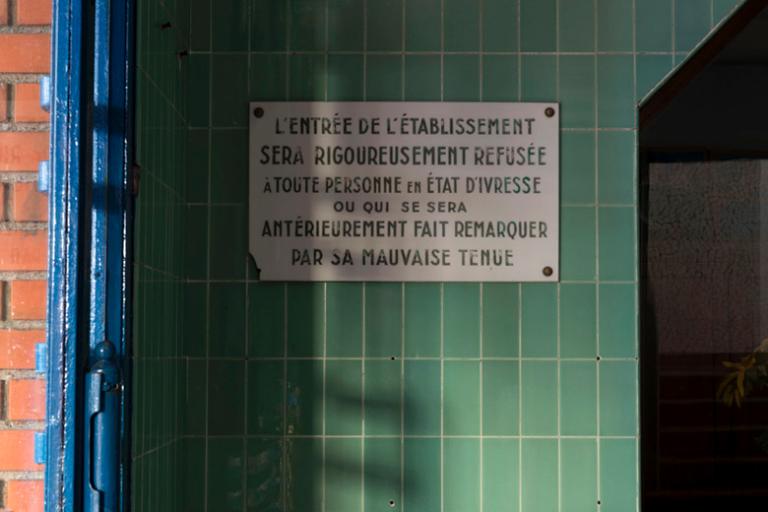 L'ENTRÉE DE L'ÉTABLISSEMENT
SERA RIGOUREUSEMENT REFUSÉE
À TOUTE PERSONNE EN ÉTAT D'IVRESSE
OU QUI SE SERA
ANTÉRIEUREMENT FAIT REMARQUER
PAR SA MAUVAISE TENUE